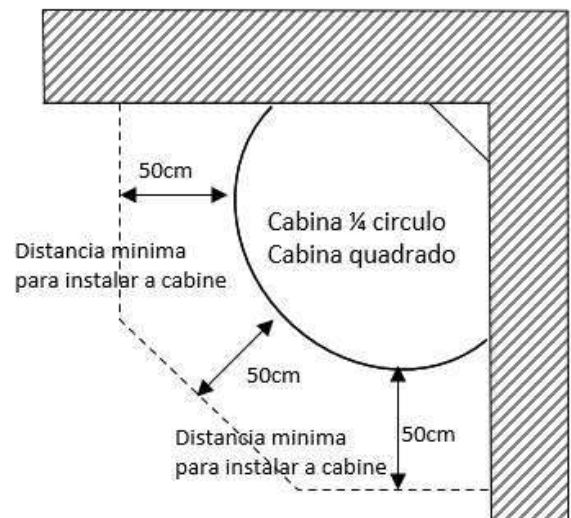 50cm
Cabina ¼ circulo
Cabina quadrado
Distancia minima
para instalar a cabine
50cm
50cm
Distancia minima
para instalar a cabine